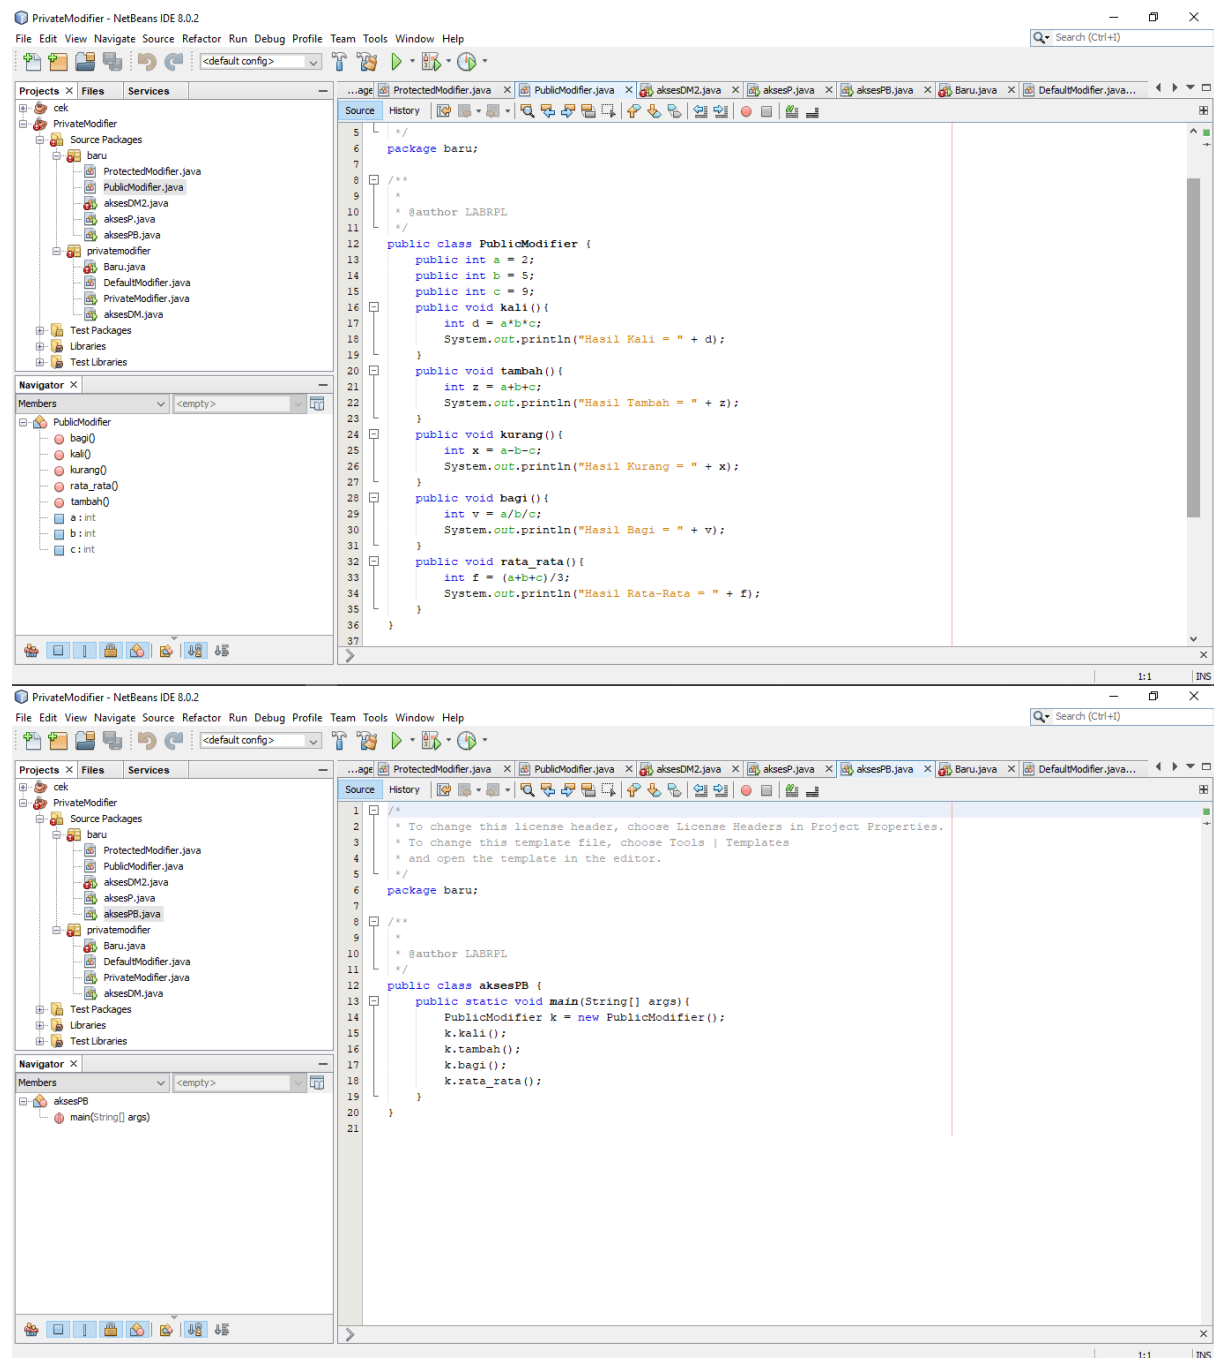 PrivateModifier - NetBeans IDE 8.0.2
File Edit View Navigate Source Refactor Run Debug Profile Team Tools Window Help
Search (Ctrl+I)
<default config>
Projects Files Services
cek
PrivateModifier
Source Packages
baru
ProtectedModifier.java
PublicModifier.java
aksesDM2.java
aksesP.java
aksesPB.java
privatemodifier
Baru.java
DefaultModifier.java
PrivateModifier.java
aksesDM.java
Test Packages
Libraries
Test Libraries
Navigator
Members <empty>
PublicModifier
bagi()
kali()
kurang()
rata_rata()
tambah()
a : int
b : int
c : int
...age ProtectedModifier.java PublicModifier.java aksesDM2.java aksesP.java aksesPB.java Baru.java DefaultModifier.java...
Source History
5 */
6 package baru;
7
8 /**
9 *
10 * @author LABRPL
11 */
12 public class PublicModifier {
13 public int a = 2;
14 public int b = 5;
15 public int c = 9;
16 public void kali(){
17 int d = a*b*c;
18 System.out.println("Hasil Kali = " + d);
19 }
20 public void tambah(){
21 int z = a+b+c;
22 System.out.println("Hasil Tambah = " + z);
23 }
24 public void kurang(){
25 int x = a-b-c;
26 System.out.println("Hasil Kurang = " + x);
27 }
28 public void bagi(){
29 int v = a/b/c;
30 System.out.println("Hasil Bagi = " + v);
31 }
32 public void rata_rata(){
33 int f = (a+b+c)/3;
34 System.out.println("Hasil Rata-Rata = " + f);
35 }
36 }
37
1:1 INS
PrivateModifier - NetBeans IDE 8.0.2
File Edit View Navigate Source Refactor Run Debug Profile Team Tools Window Help
Search (Ctrl+I)
<default config>
Projects Files Services
cek
PrivateModifier
Source Packages
baru
ProtectedModifier.java
PublicModifier.java
aksesDM2.java
aksesP.java
aksesPB.java
privatemodifier
Baru.java
DefaultModifier.java
PrivateModifier.java
aksesDM.java
Test Packages
Libraries
Test Libraries
Navigator
Members <empty>
aksesPB
main(String[] args)
...age ProtectedModifier.java PublicModifier.java aksesDM2.java aksesP.java aksesPB.java Baru.java DefaultModifier.java...
Source History
1 /*
2 * To change this license header, choose License Headers in Project Properties.
3 * To change this template file, choose Tools | Templates
4 * and open the template in the editor.
5 */
6 package baru;
7
8 /**
9 *
10 * @author LABRPL
11 */
12 public class aksesPB {
13 public static void main(String[] args){
14 PublicModifier k = new PublicModifier();
15 k.kali();
16 k.tambah();
17 k.bagi();
18 k.rata_rata();
19 }
20 }
21
1:1 INS